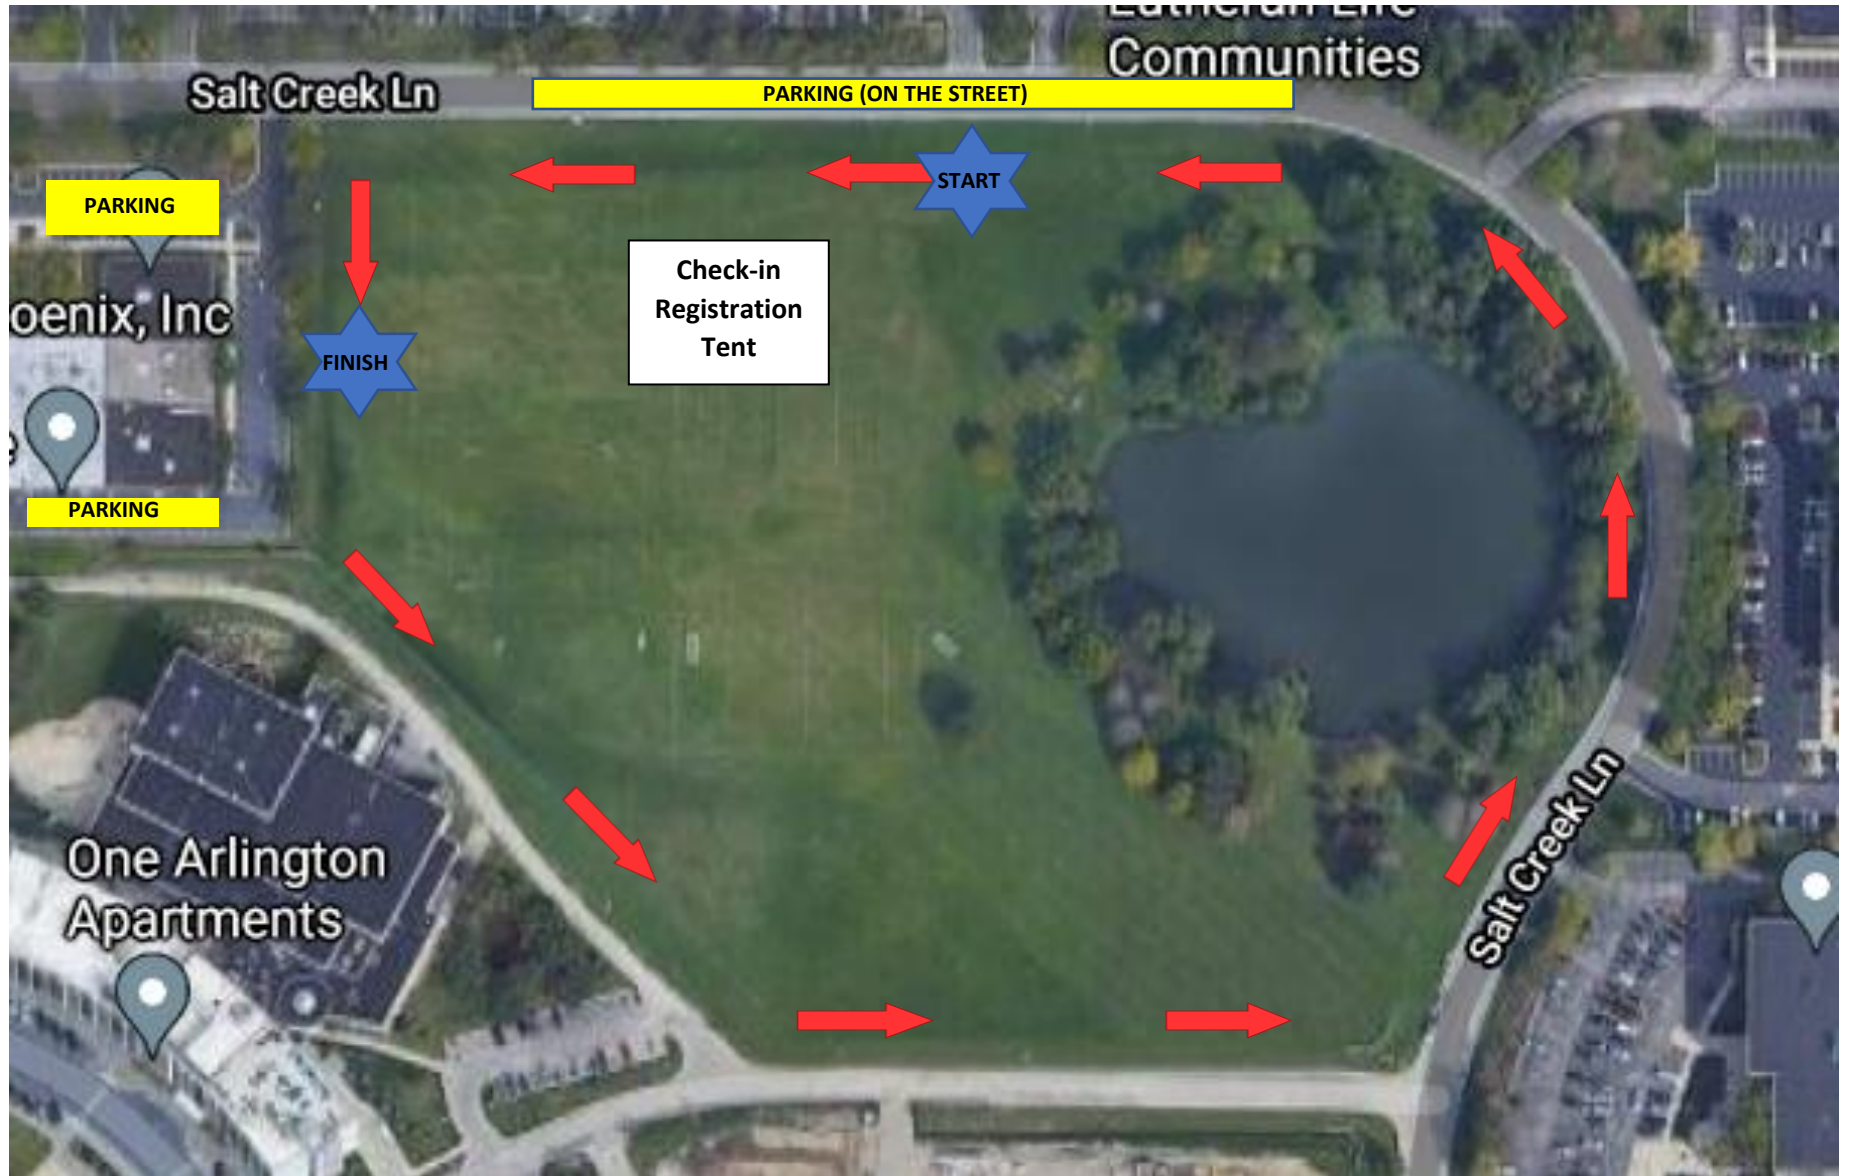 Communities
Salt Creek Ln
PARKING (ON THE STREET)
START
PARKING
Check-in
Registration
Tent
oenix, Inc
FINISH
PARKING
One Arlington
Apartments
Salt Creek Ln